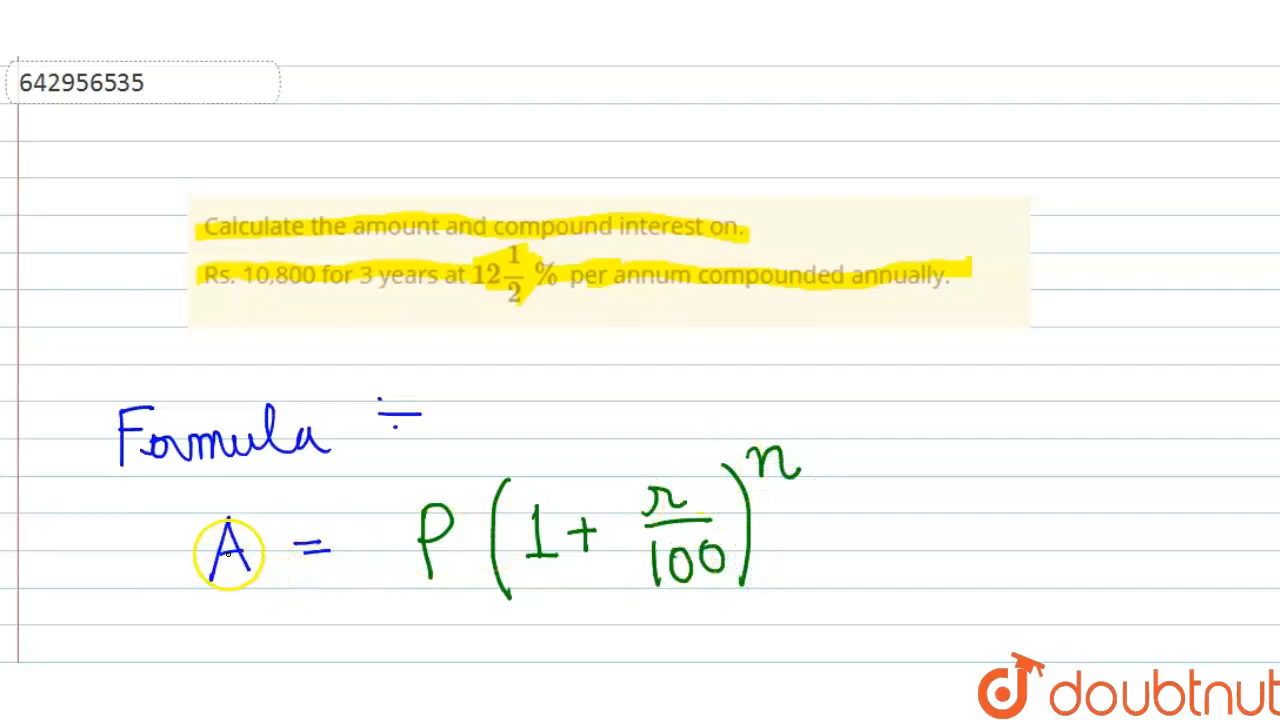 642956535
Calculate the amount and compound interest on.
Rs. 10,800 for 3 years at 12 1/2 % per annum compounded annually.
Formula ÷
A = P (1 + r/100)^n
doubtnut